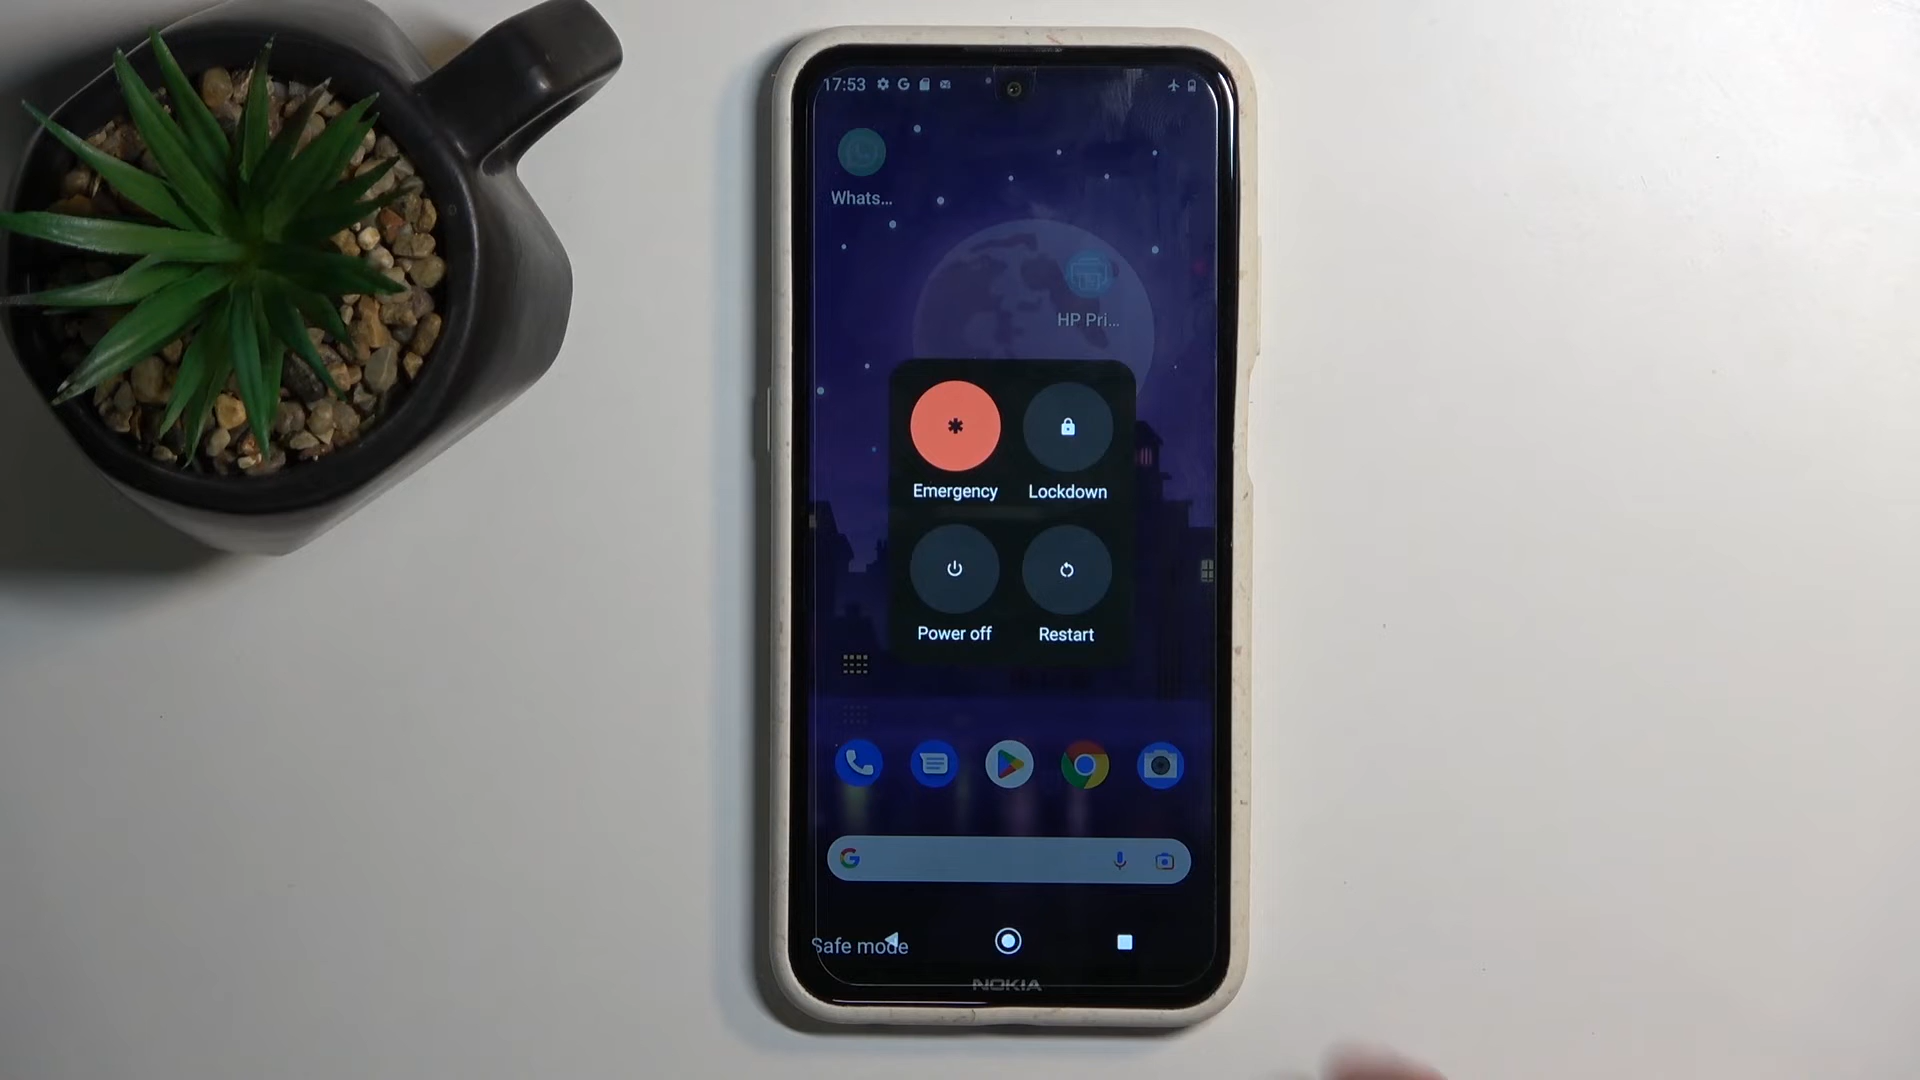 17:53
Whats...
HP Pri...
Emergency
Lockdown
Power off
Restart
Safe mode
NOKIA